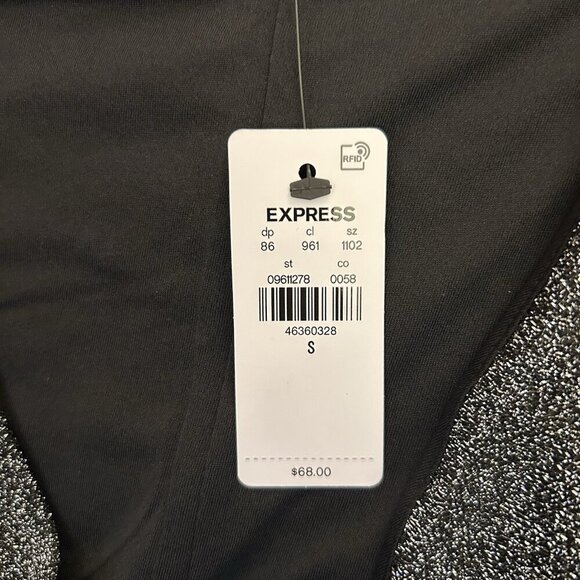 RFID
EXPRESS
dp cl sz
86 961 1102
st co
09611278 0058
46360328
S
$68.00